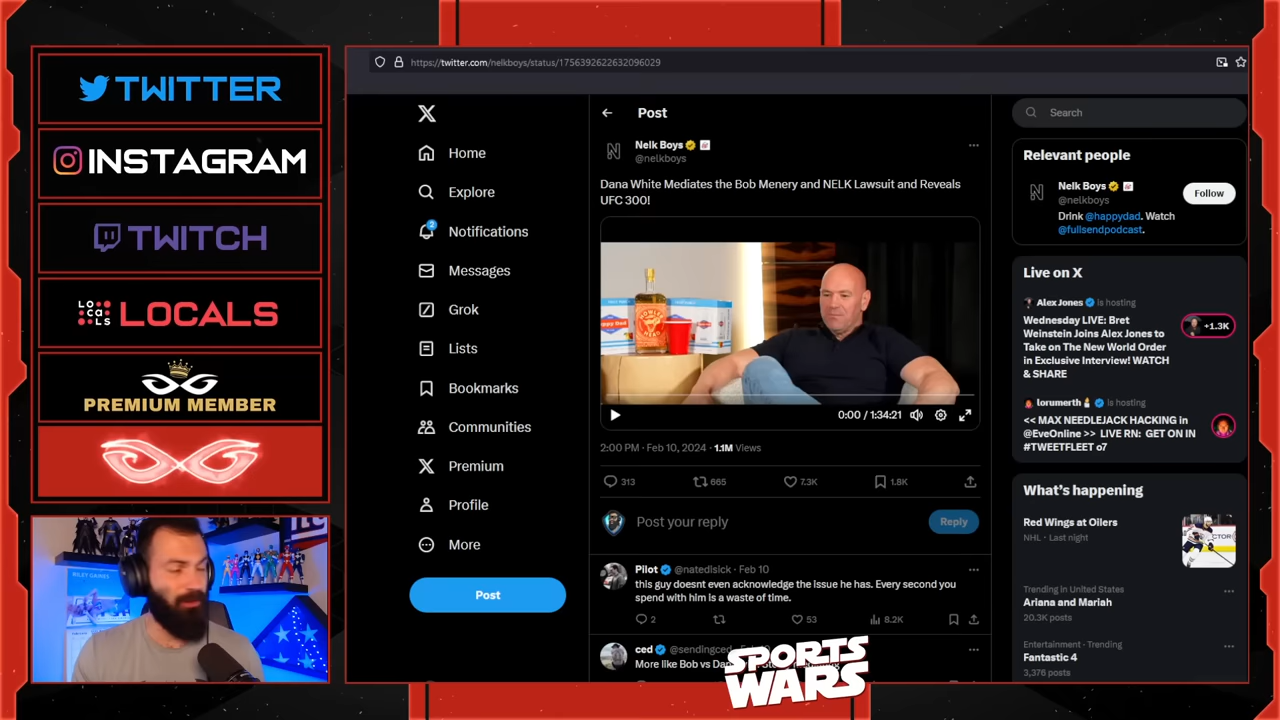 TWITTER
INSTAGRAM
TWITCH
LOCALS
LOCALS
PREMIUM MEMBER
RILEY GAINES
https://twitter.com/nelkboys/status/1756392622632096029
Home
Explore
2
Notifications
Messages
Grok
Lists
Bookmarks
Communities
Premium
Profile
More
Post
Post
Nelk Boys
@nelkboys
Dana White Mediates the Bob Menery and NELK Lawsuit and Reveals
UFC 300!
0:00 / 1:34:21
2:00 PM · Feb 10, 2024 · 1.1M Views
313
665
7.3K
1.8K
Post your reply
Reply
Pilot @natedisick · Feb 10
this guy doesnt even acknowledge the issue he has. Every second you
spend with him is a waste of time.
2
53
8.2K
ced @sendingced
More like Bob vs
SPORTS
WARS
Search
Relevant people
Nelk Boys
@nelkboys
Follow
Drink @happydad. Watch
@fullsendpodcast.
Live on X
Alex Jones is hosting
Wednesday LIVE: Bret
Weinstein Joins Alex Jones to
Take on The New World Order
in Exclusive Interview! WATCH
& SHARE
+1.3K
lorumerth is hosting
<< MAX NEEDLEJACK HACKING in
@EveOnline >> LIVE RN: GET ON IN
#TWEETFLEET o7
What's happening
Red Wings at Oilers
NHL · Last night
Trending in United States
Ariana and Mariah
20.3K posts
Entertainment · Trending
Fantastic 4
3,376 posts